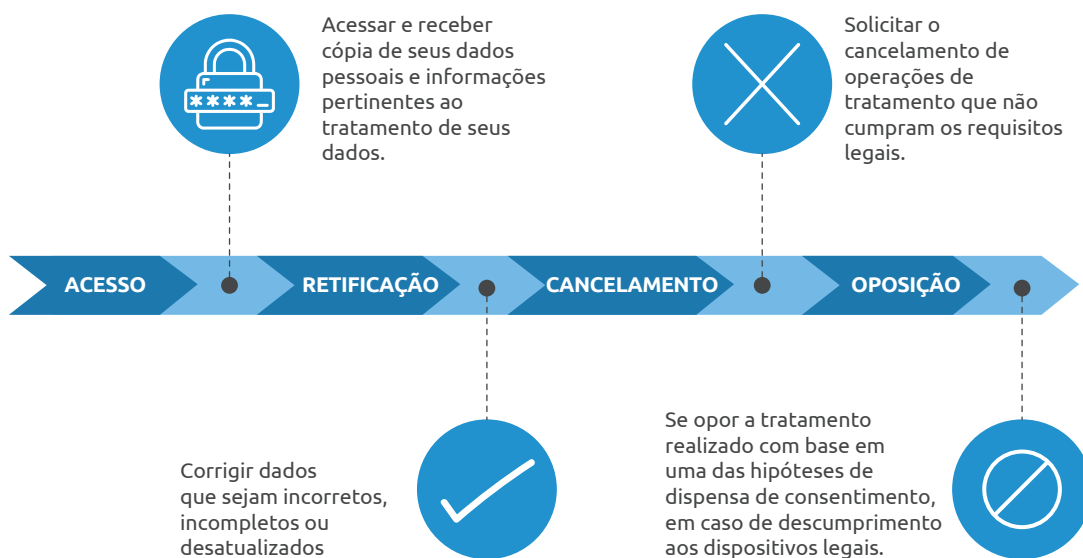 Acessar e receber
cópia de seus dados
pessoais e informações
pertinentes ao
tratamento de seus
dados.
Solicitar o
cancelamento de
operações de
tratamento que não
cumpram os requisitos
legais.
****_
ACESSO
RETIFICAÇÃO
CANCELAMENTO
OPOSIÇÃO
Corrigir dados
que sejam incorretos,
incompletos ou
desatualizados
Se opor a tratamento
realizado com base em
uma das hipóteses de
dispensa de consentimento,
em caso de descumprimento
aos dispositivos legais.